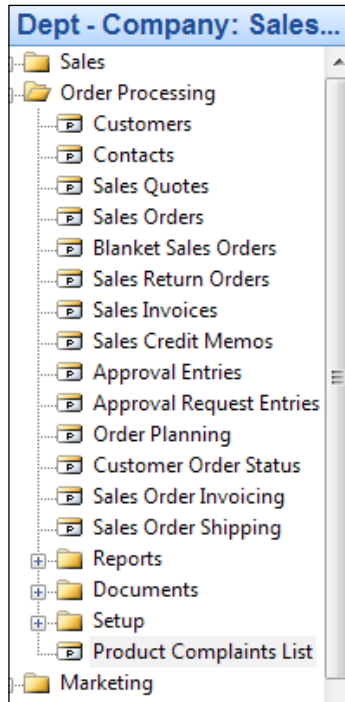 Dept - Company: Sales...
Sales
Order Processing
Customers
Contacts
Sales Quotes
Sales Orders
Blanket Sales Orders
Sales Return Orders
Sales Invoices
Sales Credit Memos
Approval Entries
Approval Request Entries
Order Planning
Customer Order Status
Sales Order Invoicing
Sales Order Shipping
Reports
Documents
Setup
Product Complaints List
Marketing